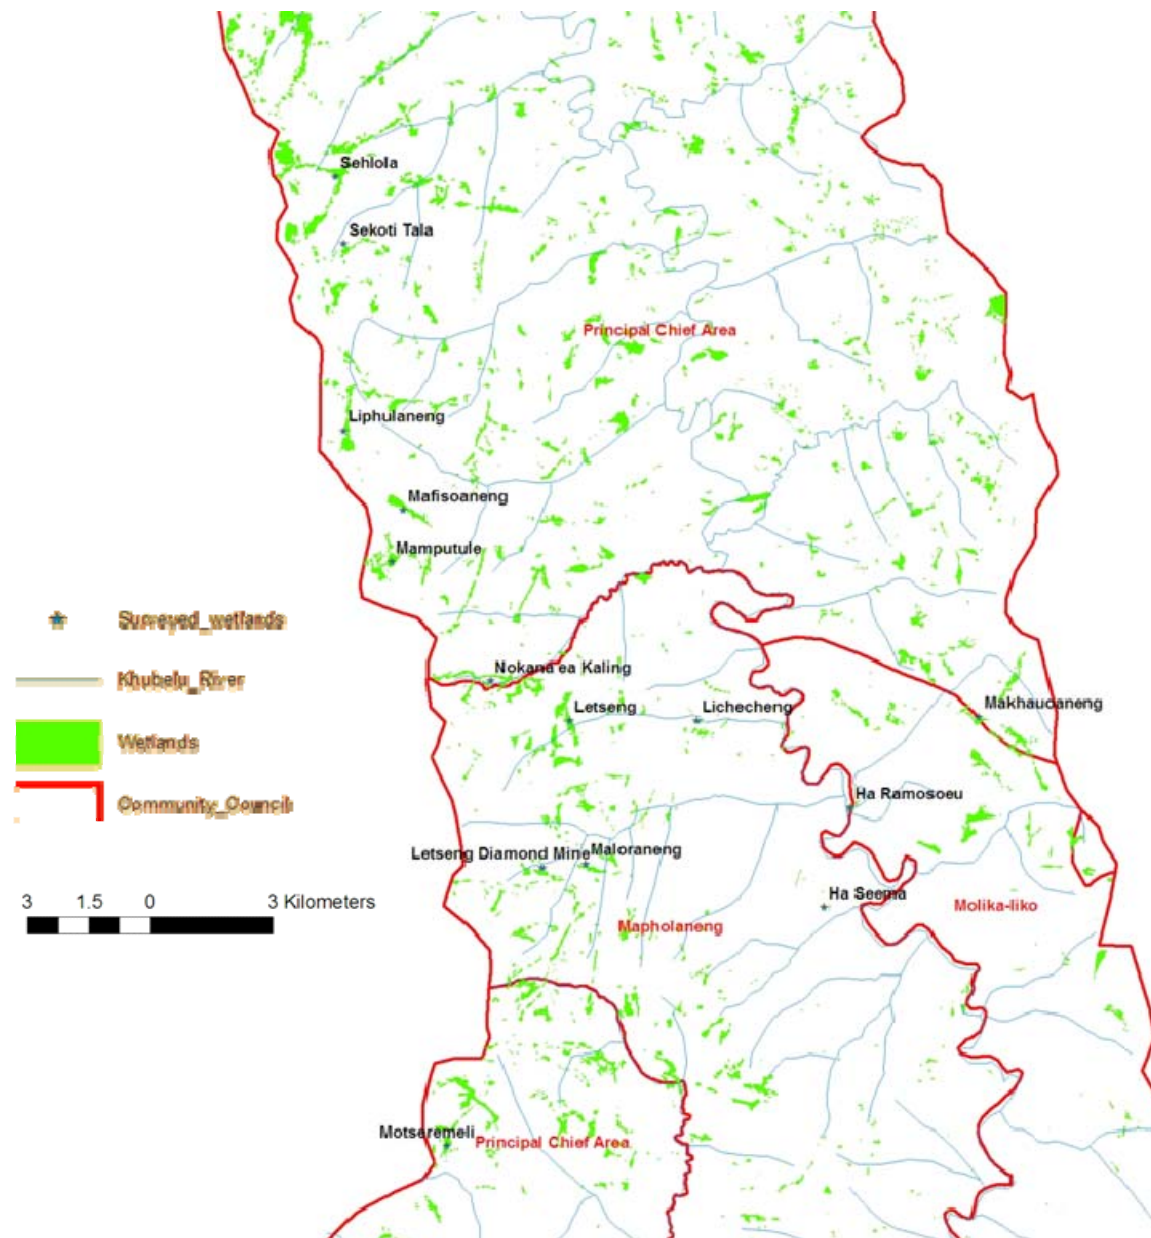 Sehlola
Sekoti Tala
Principal Chief Area
Liphulaneng
Mafisoaneng
Mamputule
Surveyed_wetlands
Khubelu_River
Wetlands
Community_Council
Nokana ea Kaling
Letseng
Lichecheng
Makhaudaneng
Ha Ramosoeu
Letseng Diamond Mine
Maloraneng
Ha Seema
Molika-liko
Mapholaneng
3 1.5 0 3 Kilometers
Motseremeli
Principal Chief Area